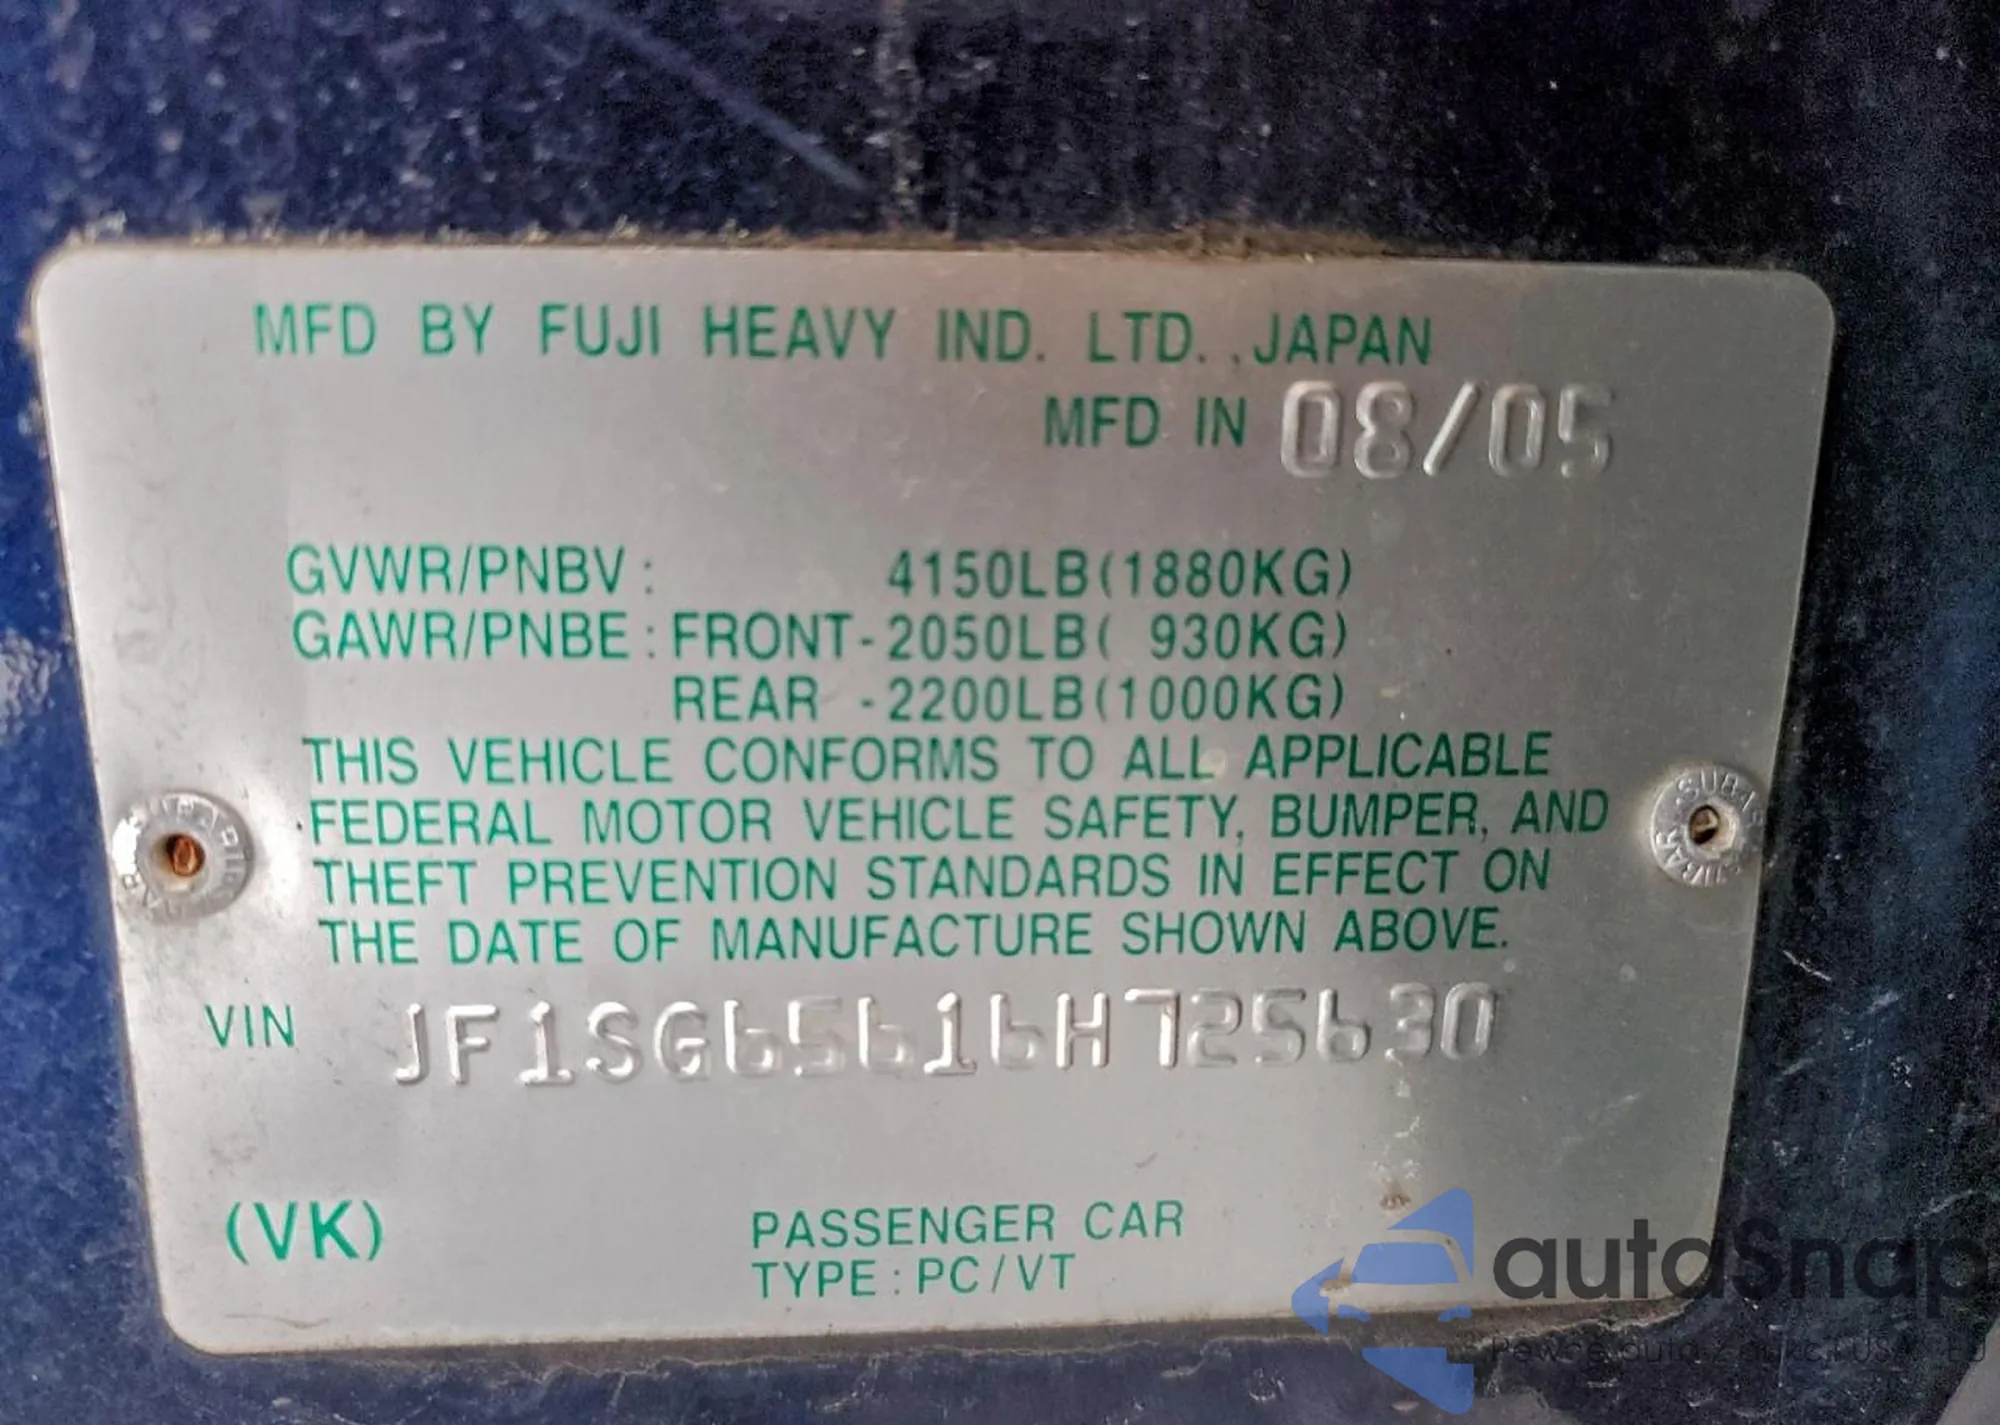 MFD BY FUJI HEAVY IND. LTD. ,JAPAN
MFD IN 08/05
GVWR/PNBV : 4150LB(1880KG)
GAWR/PNBE : FRONT-2050LB( 930KG)
REAR -2200LB(1000KG)
THIS VEHICLE CONFORMS TO ALL APPLICABLE
FEDERAL MOTOR VEHICLE SAFETY, BUMPER, AND
THEFT PREVENTION STANDARDS IN EFFECT ON
THE DATE OF MANUFACTURE SHOWN ABOVE.
VIN JF1SG65616H725630
(VK)
PASSENGER CAR
TYPE : PC/VT
autaSnap